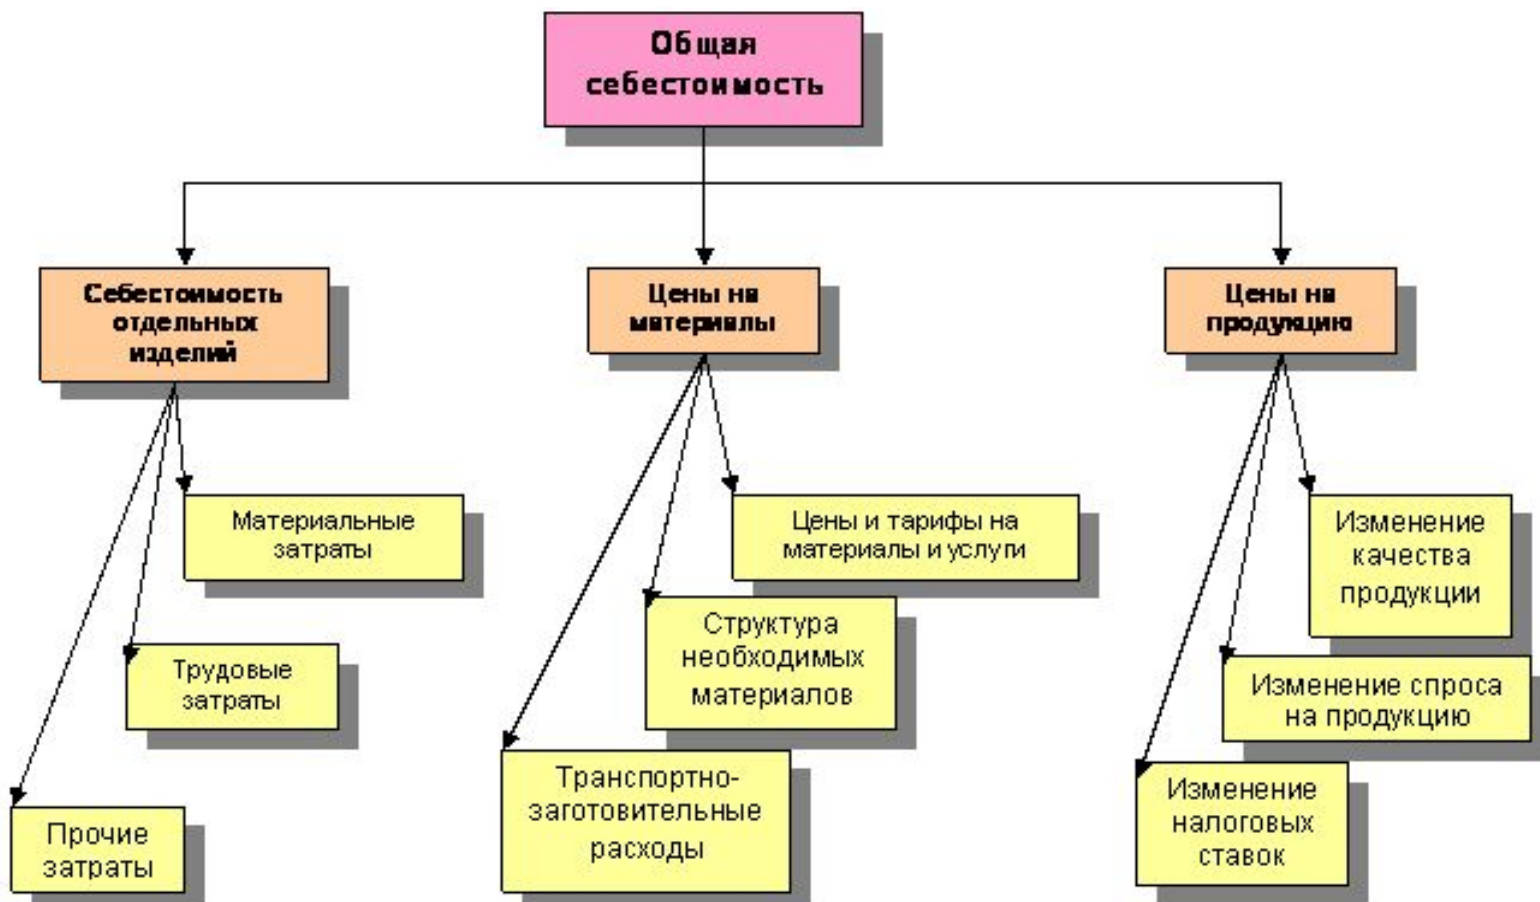 Общая
себестоимость
Себестоимость
отдельных
изделий
Цены на
материалы
Цены на
продукцию
Материальные
затраты
Трудовые
затраты
Прочие
затраты
Цены и тарифы на
материалы и услуги
Структура
необходимых
материалов
Транспортно-
заготовительные
расходы
Изменение
качества
продукции
Изменение спроса
на продукцию
Изменение
налоговых
ставок